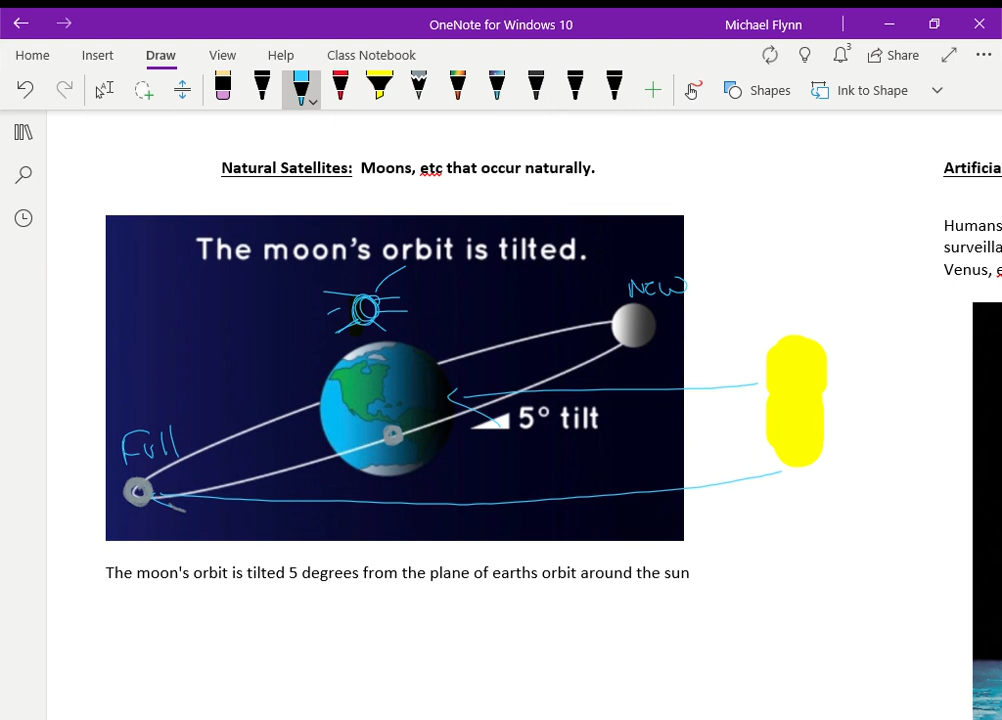 OneNote for Windows 10
Michael Flynn
Home Insert Draw View Help Class Notebook
3
Share
Shapes
Ink to Shape
Natural Satellites: Moons, etc that occur naturally.
Artificia
Humans
surveilla
Venus, e
The moon's orbit is tilted.
New
5° tilt
Full
The moon's orbit is tilted 5 degrees from the plane of earths orbit around the sun